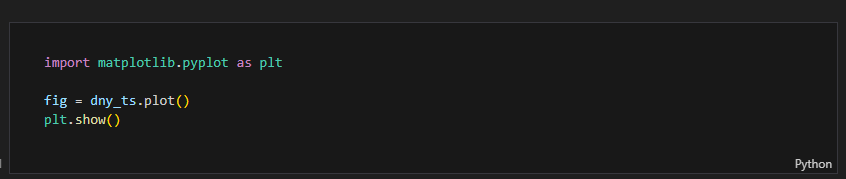 import matplotlib.pyplot as plt
fig = dny_ts.plot()
plt.show()
Python